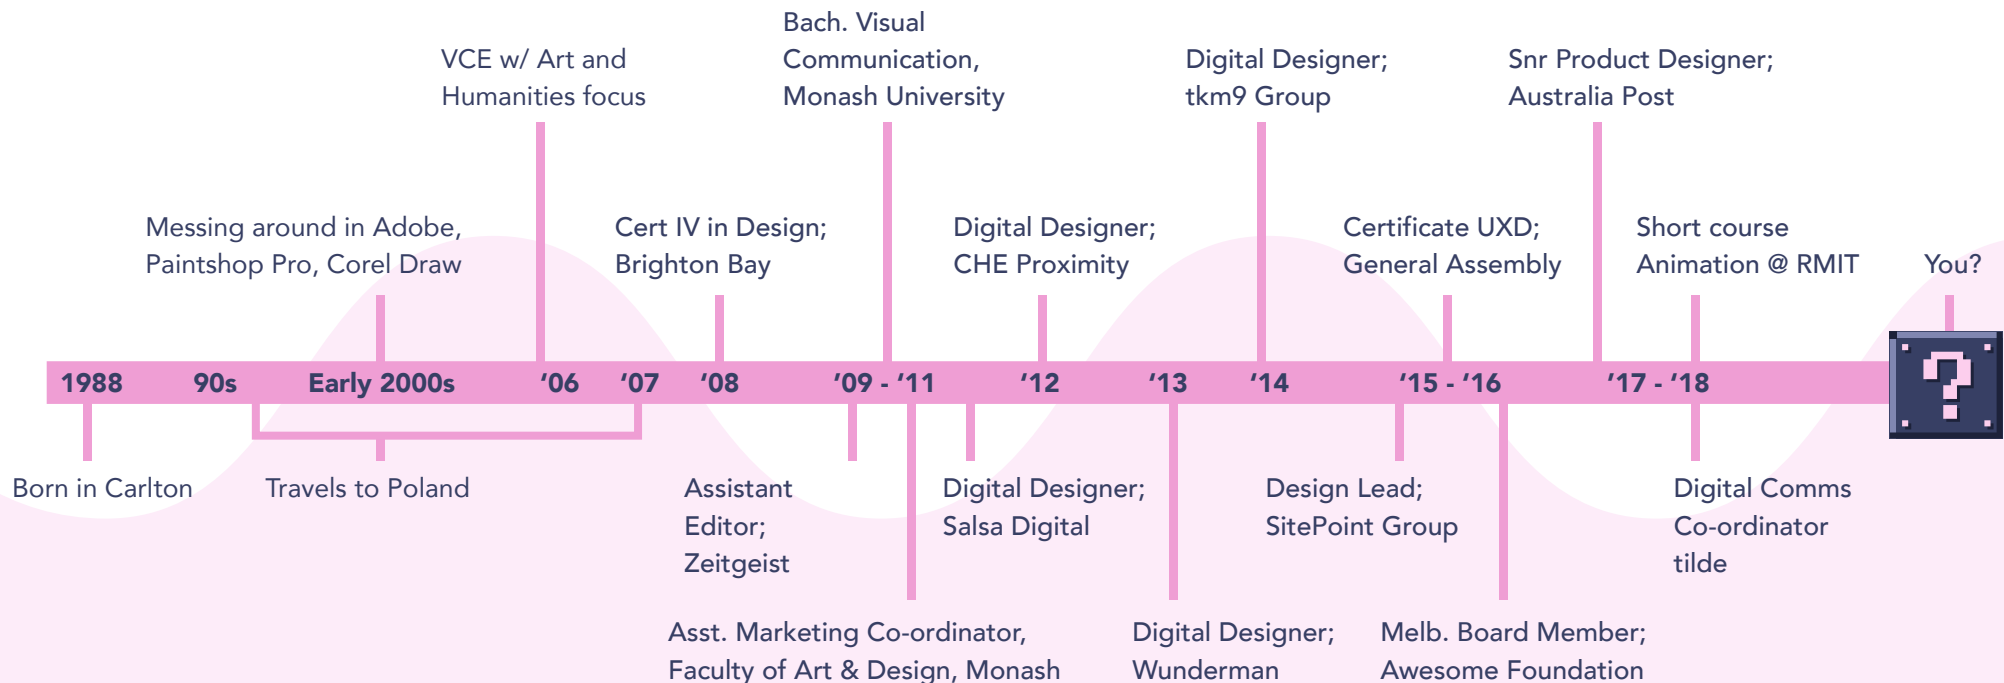 Bach. Visual
Communication,
Monash University
VCE w/ Art and
Humanities focus
Digital Designer;
tkm9 Group
Snr Product Designer;
Australia Post
Messing around in Adobe,
Paintshop Pro, Corel Draw
Cert IV in Design;
Brighton Bay
Digital Designer;
CHE Proximity
Certificate UXD;
General Assembly
Short course
Animation @ RMIT
You?
1988 90s Early 2000s ‘06 ‘07 ‘08 ‘09 - ‘11 ‘12 ‘13 ‘14 ‘15 - ‘16 ‘17 - ‘18 ?
Born in Carlton
Travels to Poland
Assistant
Editor;
Zeitgeist
Digital Designer;
Salsa Digital
Design Lead;
SitePoint Group
Digital Comms
Co-ordinator
tilde
Asst. Marketing Co-ordinator,
Faculty of Art & Design, Monash
Digital Designer;
Wunderman
Melb. Board Member;
Awesome Foundation